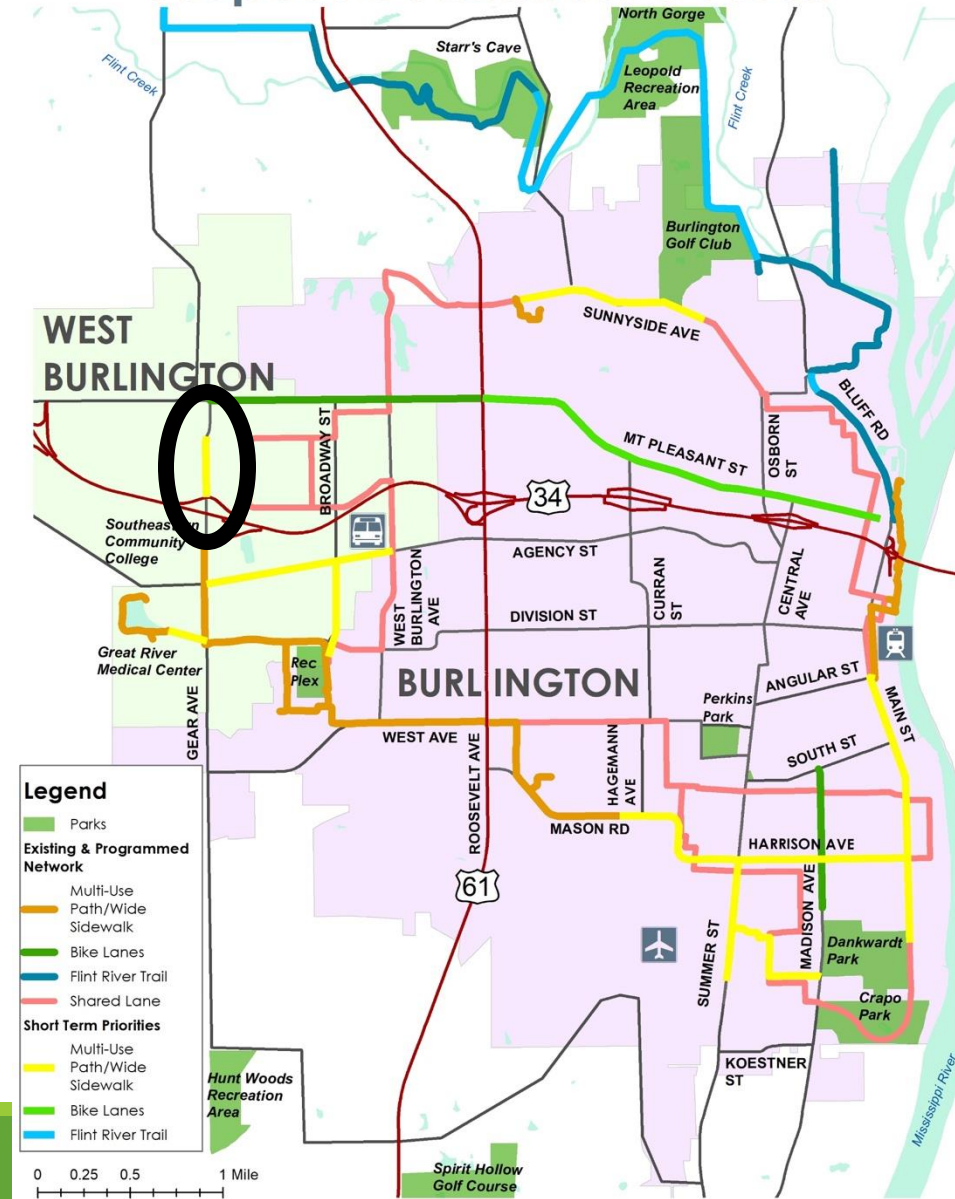 North Gorge
Starr's Cave
Flint Creek
Leopold
Recreation
Area
Flint Creek
Burlington
Golf Club
SUNNYSIDE AVE
WEST
BURLINGTON
BROADWAY ST
MT PLEASANT ST
OSBORN
ST
BLUFF RD
34
Southeastern
Community
College
AGENCY ST
WEST
BURLINGTON
AVE
DIVISION ST
CURRAN
ST
CENTRAL
AVE
Great River
Medical Center
Rec
Plex
BURLINGTON
ANGULAR ST
Perkins
Park
MAIN ST
GEAR AVE
WEST AVE
ROOSEVELT AVE
HAGEMANN
AVE
SOUTH ST
MASON RD
HARRISON AVE
61
MADISON AVE
SUMMER ST
Dankwardt
Park
Crapo
Park
KOESTNER
ST
Mississippi River
Legend
Parks
Existing & Programmed
Network
Multi-Use
Path/Wide
Sidewalk
Bike Lanes
Flint River Trail
Shared Lane
Short Term Priorities
Multi-Use
Path/Wide
Sidewalk
Bike Lanes
Flint River Trail
Hunt Woods
Recreation
Area
Spirit Hollow
Golf Course
0 0.25 0.5 1 Mile